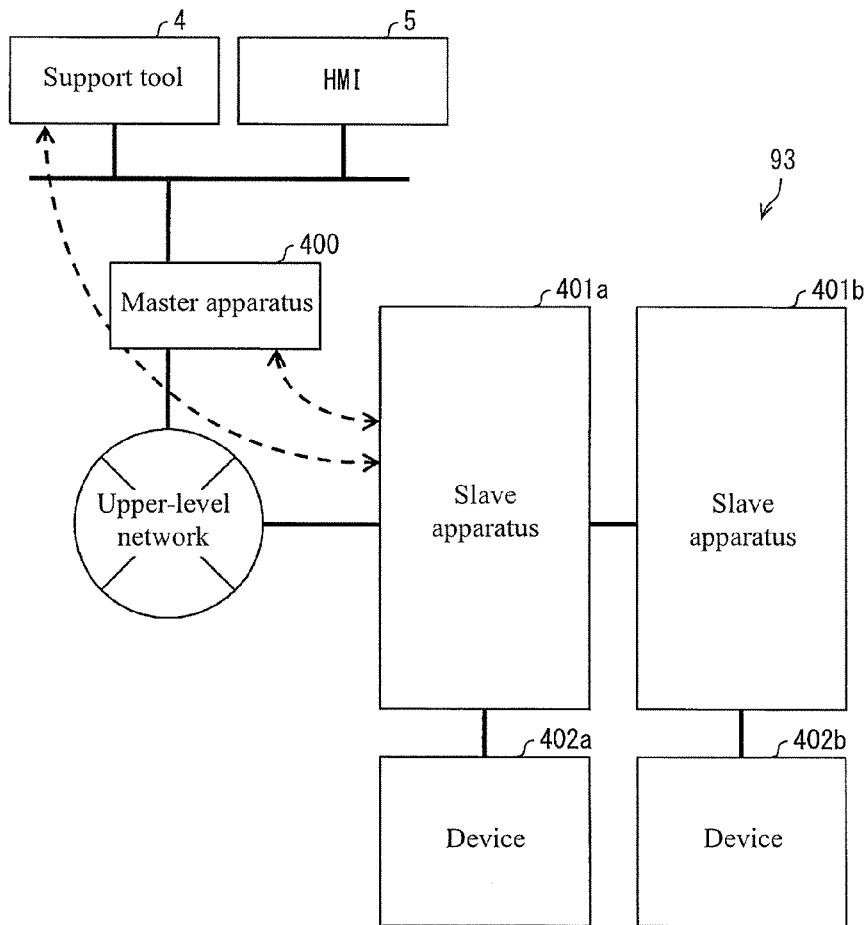 4
5
Support tool
HMI
93
400
Master apparatus
401a
401b
Upper-level
network
Slave
apparatus
Slave
apparatus
402a
402b
Device
Device